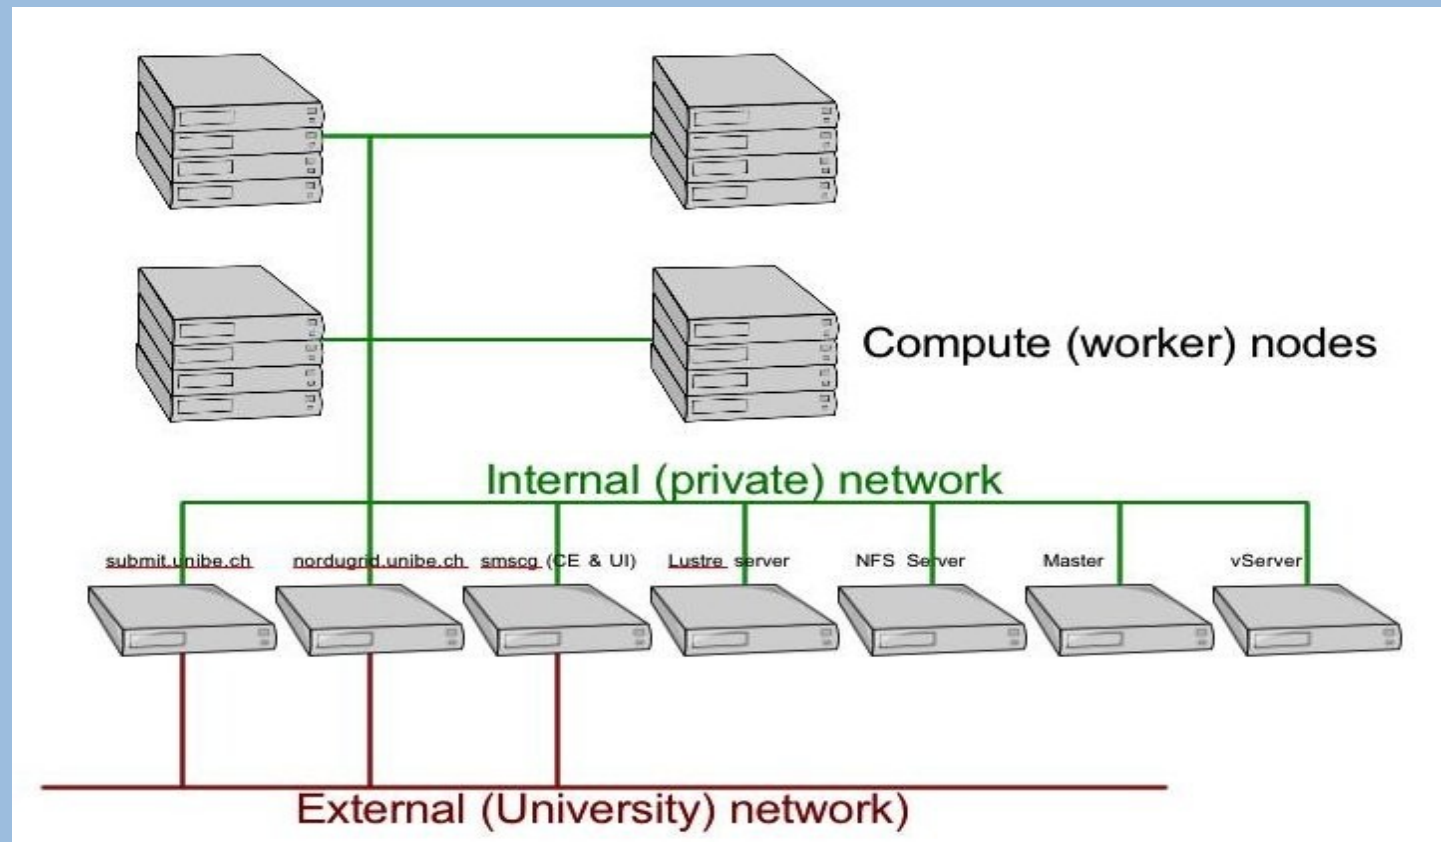 Compute (worker) nodes
Internal (private) network
submit.unibe.ch nordugrid.unibe.ch smscg (CE & UI) Lustre server NFS Server Master vServer
External (University) network)